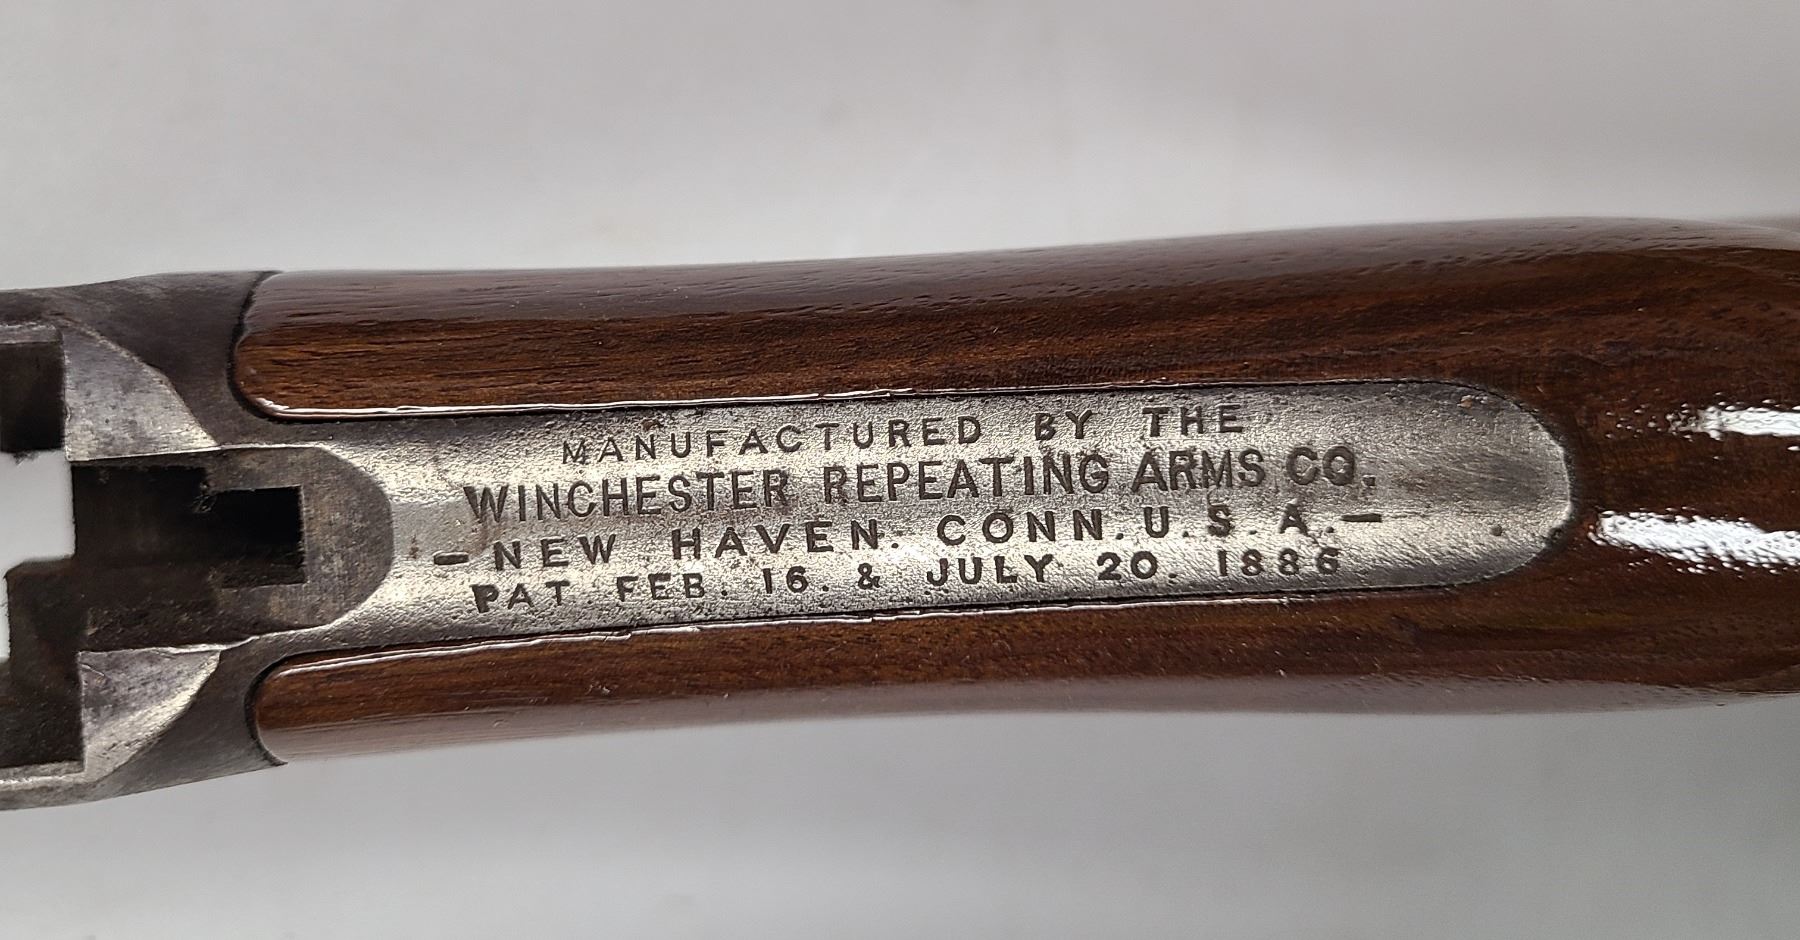 MANUFACTURED BY THE
WINCHESTER REPEATING ARMS CO.
— NEW HAVEN. CONN. U. S. A. —
PAT. FEB. 16. & JULY 20. 1886